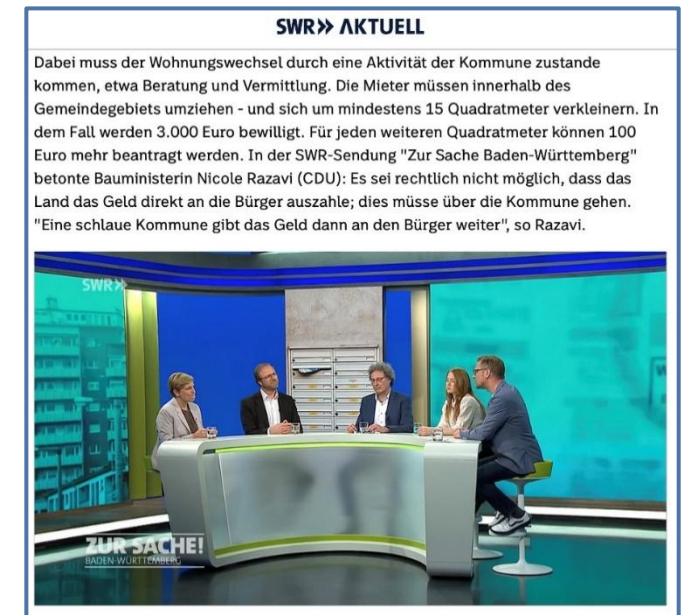 SWR» AKTUELL
Dabei muss der Wohnungswechsel durch eine Aktivität der Kommune zustande
kommen, etwa Beratung und Vermittlung. Die Mieter müssen innerhalb des
Gemeindegebiets umziehen - und sich um mindestens 15 Quadratmeter verkleinern. In
dem Fall werden 3.000 Euro bewilligt. Für jeden weiteren Quadratmeter können 100
Euro mehr beantragt werden. In der SWR-Sendung "Zur Sache Baden-Württemberg"
betonte Bauministerin Nicole Razavi (CDU): Es sei rechtlich nicht möglich, dass das
Land das Geld direkt an die Bürger auszahle; dies müsse über die Kommune gehen.
"Eine schlaue Kommune gibt das Geld dann an den Bürger weiter", so Razavi.
SWR»
ZUR SACHE!
BADEN-WÜRTTEMBERG